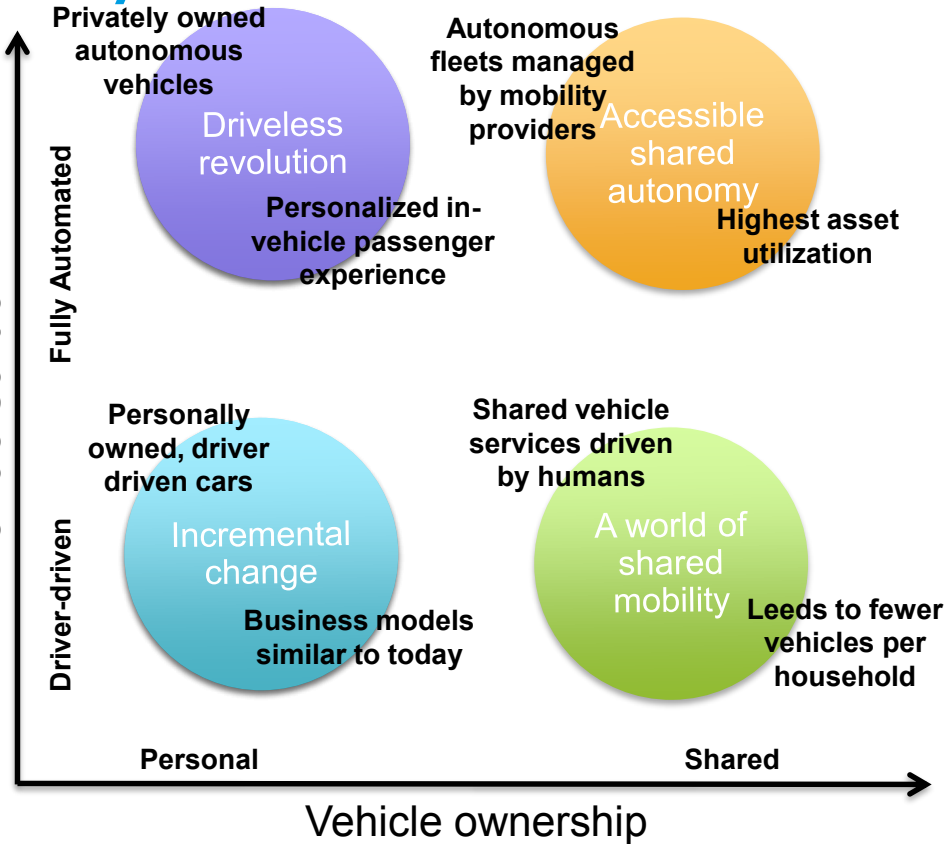 Privately owned
autonomous
vehicles
Driveless
revolution
Personalized in-
vehicle passenger
experience
Autonomous
fleets managed
by mobility
providers
Accessible
shared
autonomy
Highest asset
utilization
Fully Automated
Personally
owned, driver
driven cars
Incremental
change
Business models
similar to today
Shared vehicle
services driven
by humans
A world of
shared
mobility
Leeds to fewer
vehicles per
household
Driver-driven
Personal
Shared
Vehicle ownership